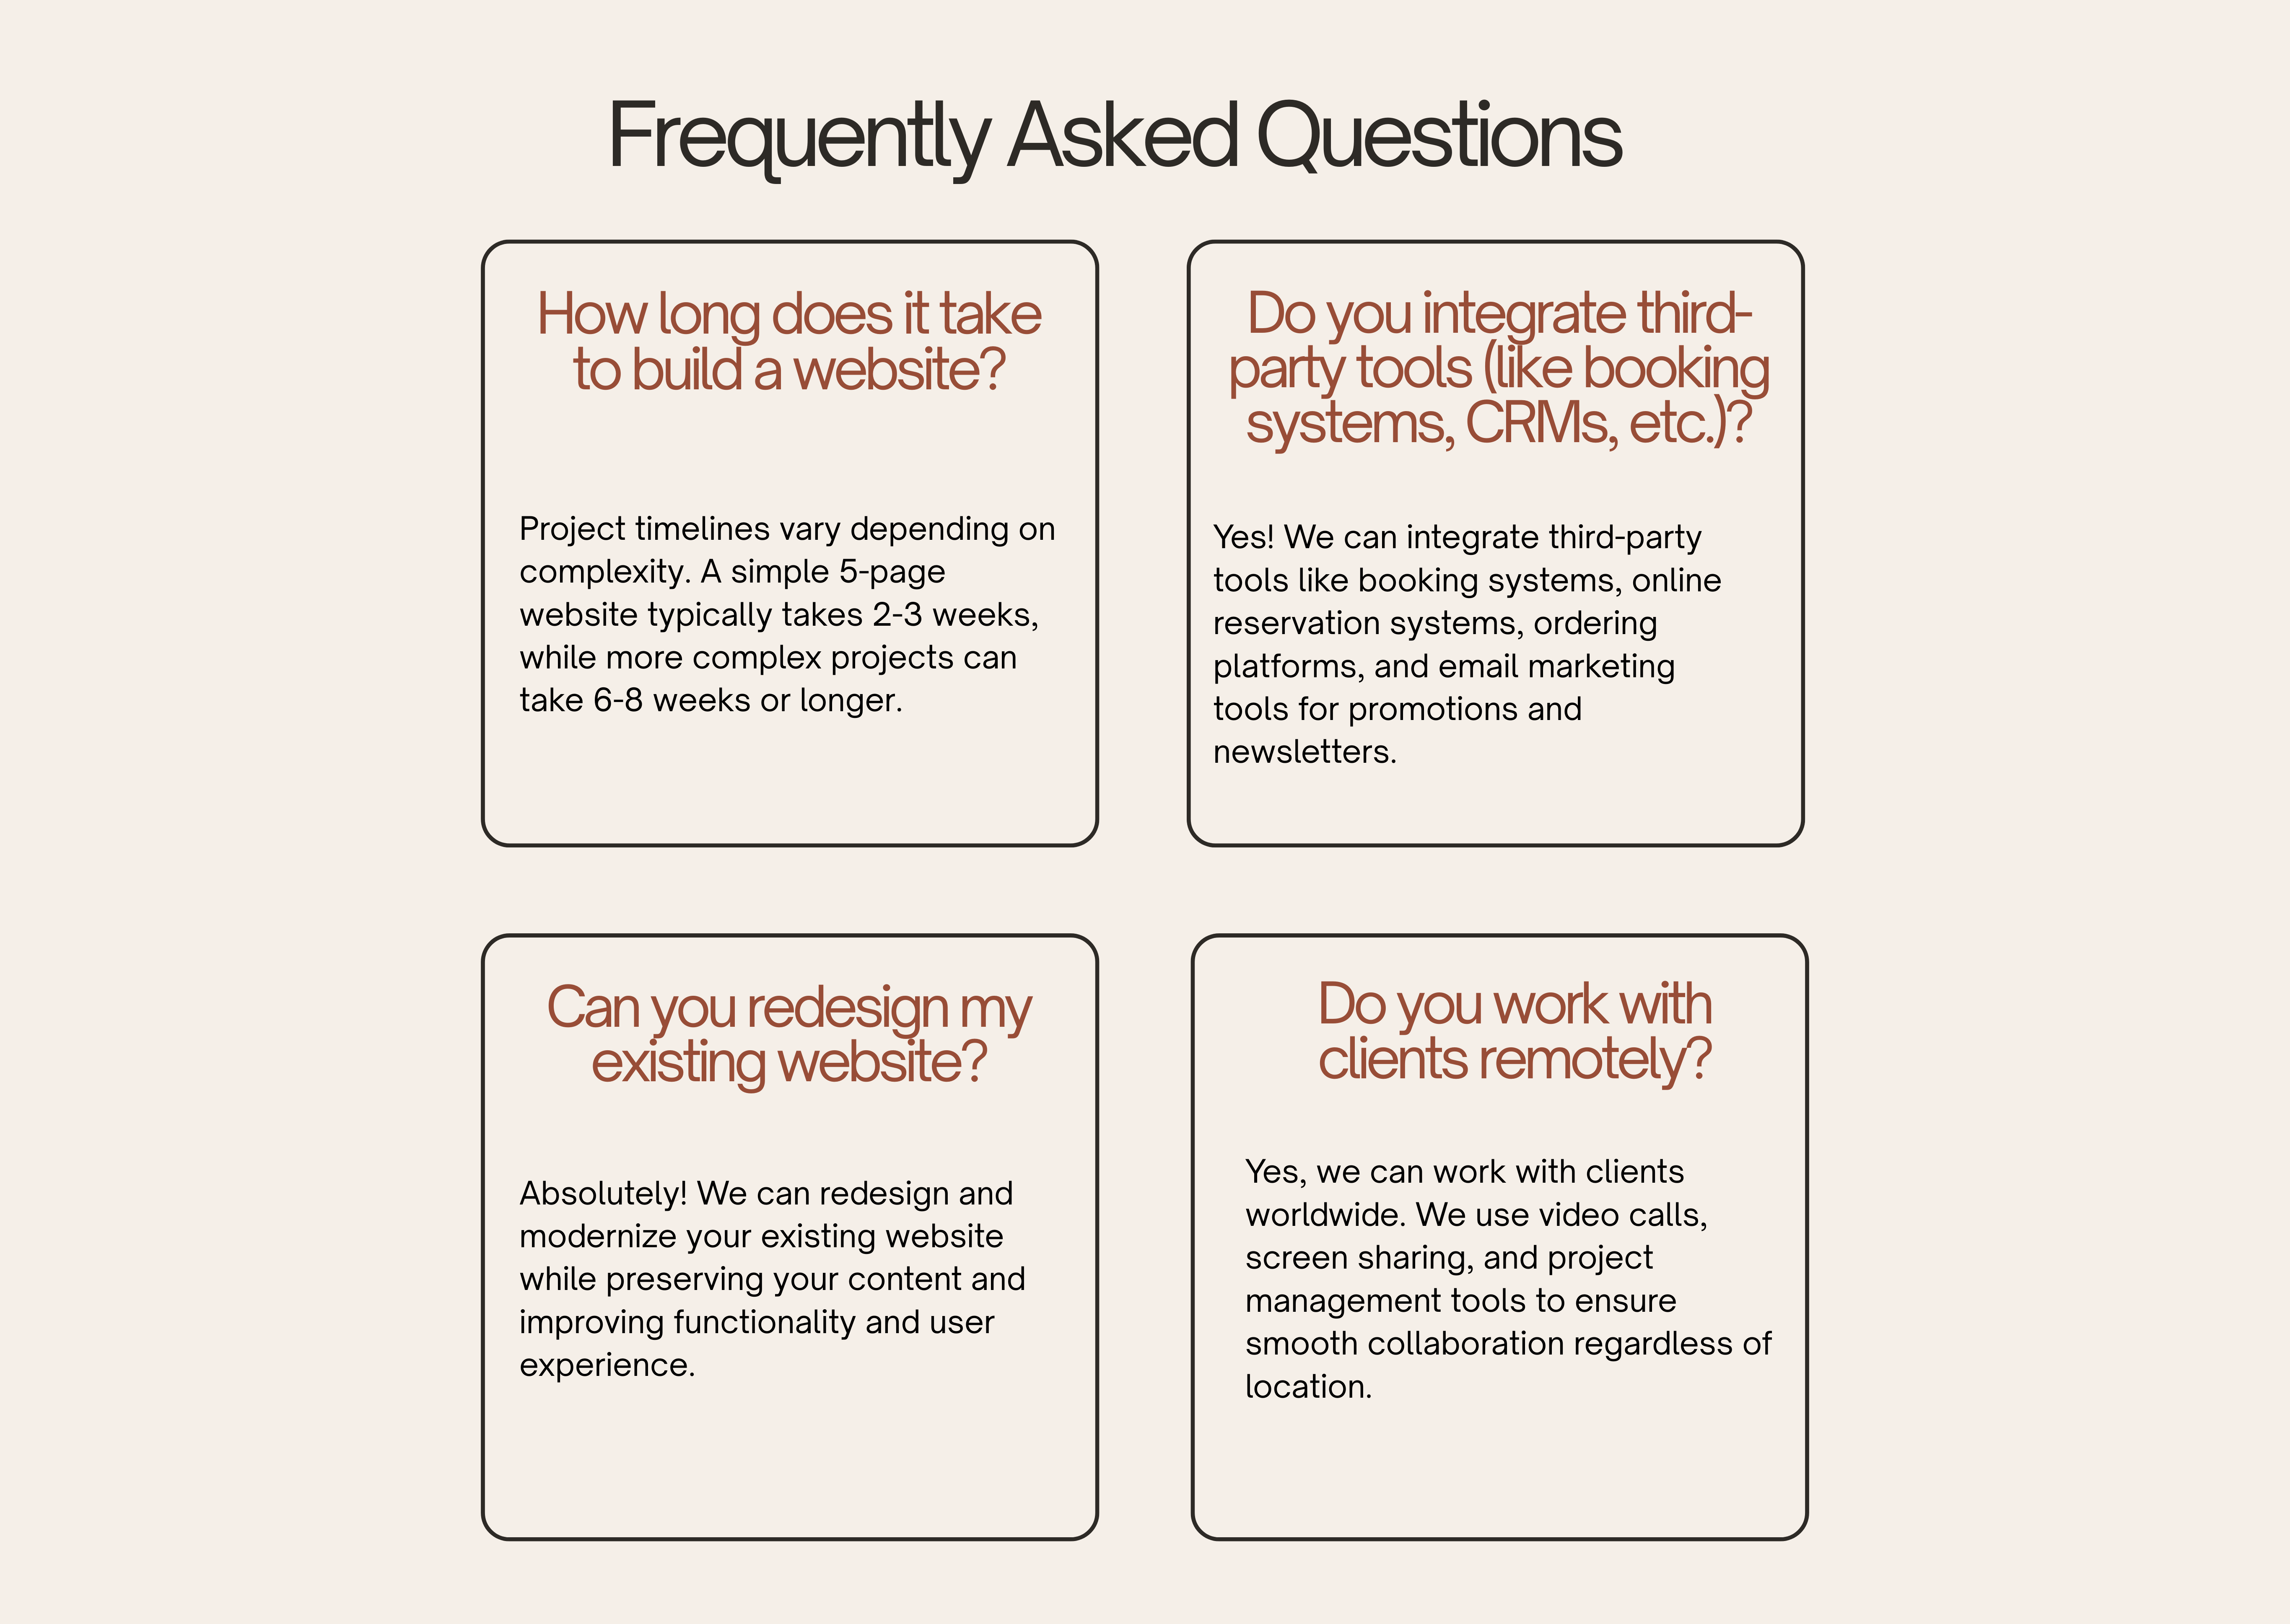 Frequently Asked Questions
How long does it take
to build a website?
Project timelines vary depending on
complexity. A simple 5-page
website typically takes 2-3 weeks,
while more complex projects can
take 6-8 weeks or longer.
Do you integrate third-
party tools (like booking
systems, CRMs, etc.)?
Yes! We can integrate third-party
tools like booking systems, online
reservation systems, ordering
platforms, and email marketing
tools for promotions and
newsletters.
Can you redesign my
existing website?
Absolutely! We can redesign and
modernize your existing website
while preserving your content and
improving functionality and user
experience.
Do you work with
clients remotely?
Yes, we can work with clients
worldwide. We use video calls,
screen sharing, and project
management tools to ensure
smooth collaboration regardless of
location.